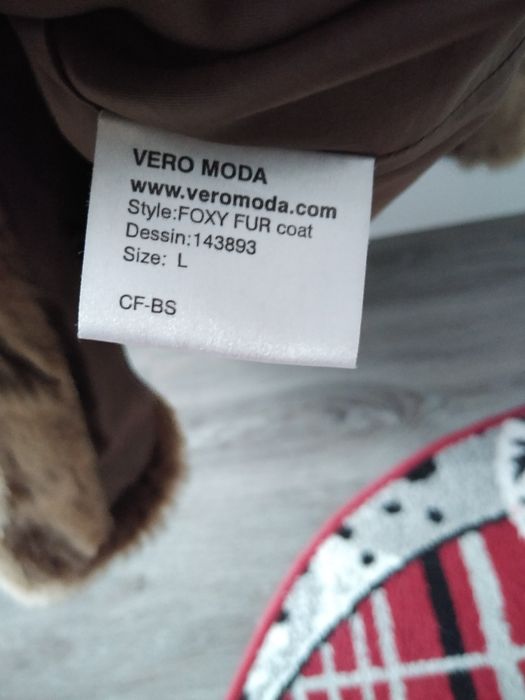 VERO MODA
www.veromoda.com
Style:FOXY FUR coat
Dessin:143893
Size: L
CF-BS